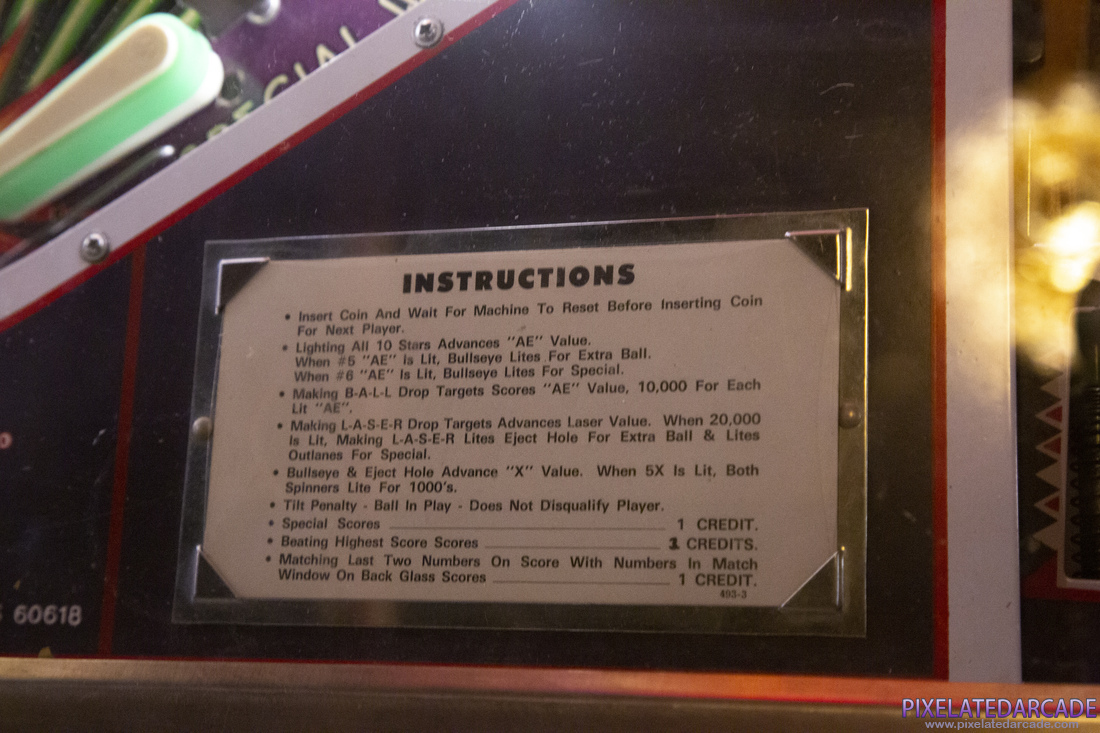 ECIAL
INSTRUCTIONS
• Insert Coin And Wait For Machine To Reset Before Inserting Coin
For Next Player.
• Lighting All 10 Stars Advances "AE" Value.
When #5 "AE" Is Lit, Bullseye Lites For Extra Ball.
When #6 "AE" Is Lit, Bullseye Lites For Special.
• Making B-A-L-L Drop Targets Scores "AE" Value, 10,000 For Each
Lit "AE".
• Making L-A-S-E-R Drop Targets Advances Laser Value. When 20,000
Is Lit, Making L-A-S-E-R Lites Eject Hole For Extra Ball & Lites
Outlanes For Special.
• Bullseye & Eject Hole Advance "X" Value. When 5X Is Lit, Both
Spinners Lite For 1000's.
• Tilt Penalty - Ball In Play - Does Not Disqualify Player.
• Special Scores 1 CREDIT.
• Beating Highest Score Scores 1 CREDITS.
• Matching Last Two Numbers On Score With Numbers In Match
Window On Back Glass Scores 1 CREDIT.
493-3
60618
PIXELATEDARCADE
www.pixelatedarcade.com